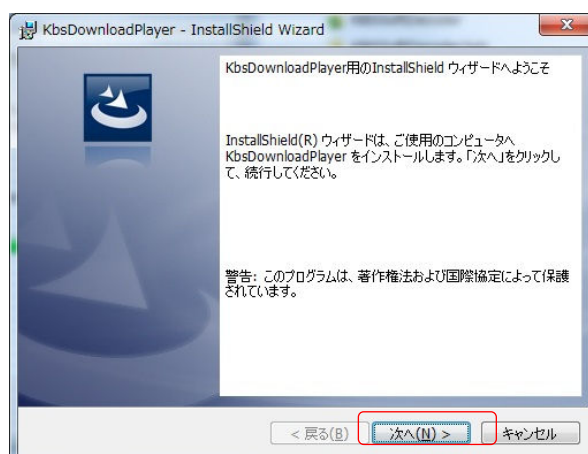 KbsDownloadPlayer - InstallShield Wizard
KbsDownloadPlayer用のInstallShield ウィザードへようこそ
InstallShield(R) ウィザードは、ご使用のコンピュータへ
KbsDownloadPlayer をインストールします。「次へ」をクリックし
て、続行してください。
警告: このプログラムは、著作権法および国際協定によって保護
されています。
< 戻る(B)
次へ(N) >
キャンセル